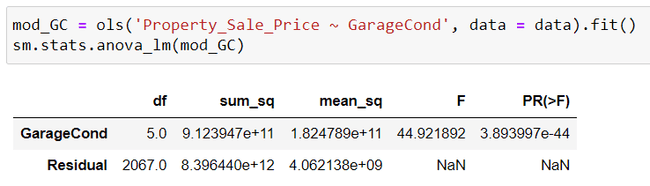 mod_GC = ols('Property_Sale_Price ~ GarageCond', data = data).fit()
sm.stats.anova_lm(mod_GC)
df sum_sq mean_sq F PR(>F)
GarageCond 5.0 9.123947e+11 1.824789e+11 44.921892 3.893997e-44
Residual 2067.0 8.396440e+12 4.062138e+09 NaN NaN